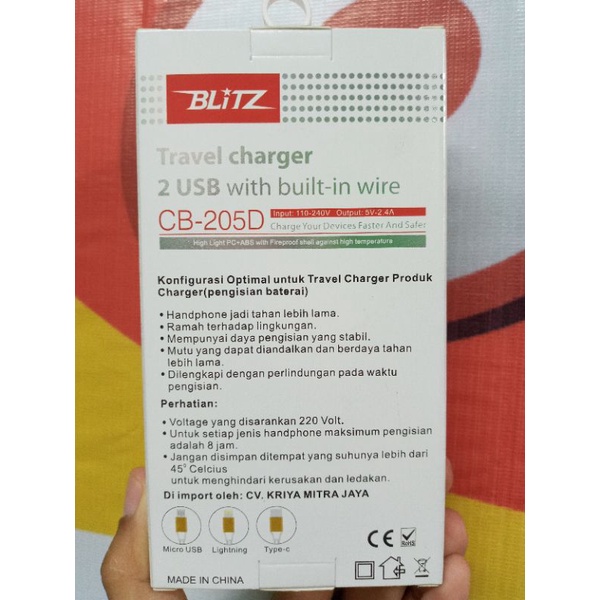 BLiTZ
Travel charger
2 USB with built-in wire
CB-205D
Input: 110-240V Output: 5V-2.4A
Charge Your Devices Faster And Safer
High Light PC+ABS with Fireproof shell against high temperature
Konfigurasi Optimal untuk Travel Charger Produk
Charger(pengisian baterai)
• Handphone jadi tahan lebih lama.
• Ramah terhadap lingkungan.
• Mempunyai daya pengisian yang stabil.
• Mutu yang dapat diandalkan dan berdaya tahan
lebih lama.
• Dilengkapi dengan perlindungan pada waktu
pengisian.
Perhatian:
• Voltage yang disarankan 220 Volt.
• Untuk setiap jenis handphone maksimum pengisian
adalah 8 jam.
• Jangan disimpan ditempat yang suhunya lebih dari
45° Celcius
untuk menghindari kerusakan dan ledakan.
Di import oleh: CV. KRIYA MITRA JAYA
Micro USB Lightning Type-c
CE RoHS
MADE IN CHINA